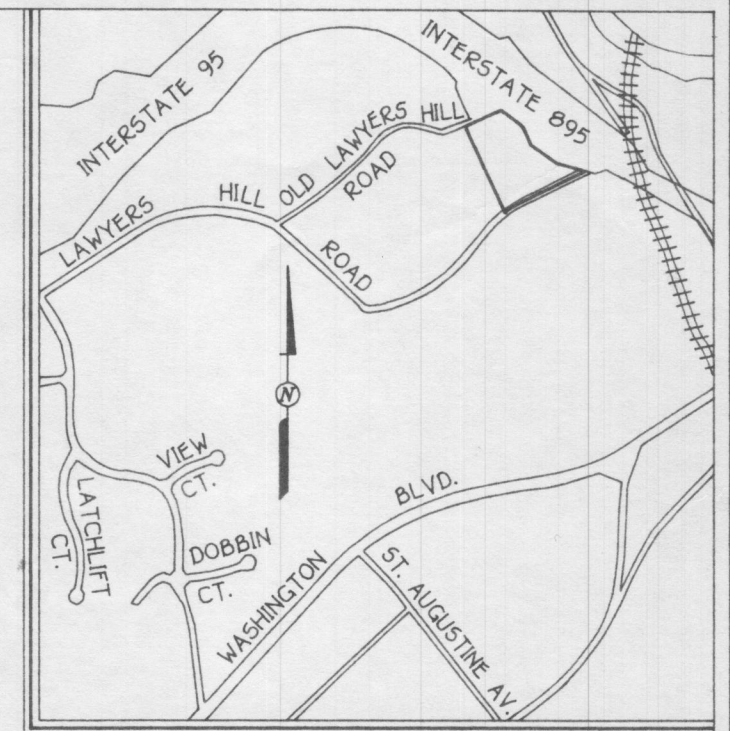 INTERSTATE 95
INTERSTATE 895
OLD LAWYERS HILL
ROAD
LAWYERS HILL
ROAD
N
VIEW
CT.
LATCHLIFT
CT.
DOBBIN
CT.
WASHINGTON BLVD.
ST. AUGUSTINE AV.